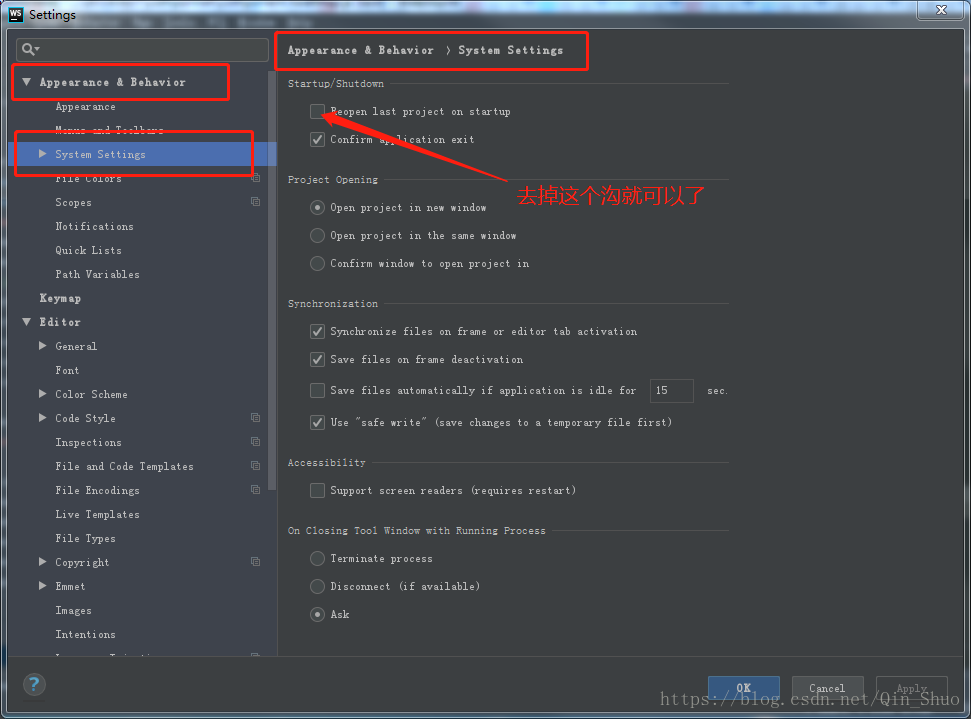 WS Settings
Appearance & Behavior
Appearance
Menus and Toolbars
System Settings
File Colors
Scopes
Notifications
Quick Lists
Path Variables
Keymap
Editor
General
Font
Color Scheme
Code Style
Inspections
File and Code Templates
File Encodings
Live Templates
File Types
Copyright
Emmet
Images
Intentions
Appearance & Behavior > System Settings
Startup/Shutdown
Reopen last project on startup
Confirm application exit
去掉这个沟就可以了
Project Opening
Open project in new window
Open project in the same window
Confirm window to open project in
Synchronization
Synchronize files on frame or editor tab activation
Save files on frame deactivation
Save files automatically if application is idle for 15 sec.
Use "safe write" (save changes to a temporary file first)
Accessibility
Support screen readers (requires restart)
On Closing Tool Window with Running Process
Terminate process
Disconnect (if available)
Ask
?
OK Cancel Apply
https://blog.csdn.net/Qin_Shuo